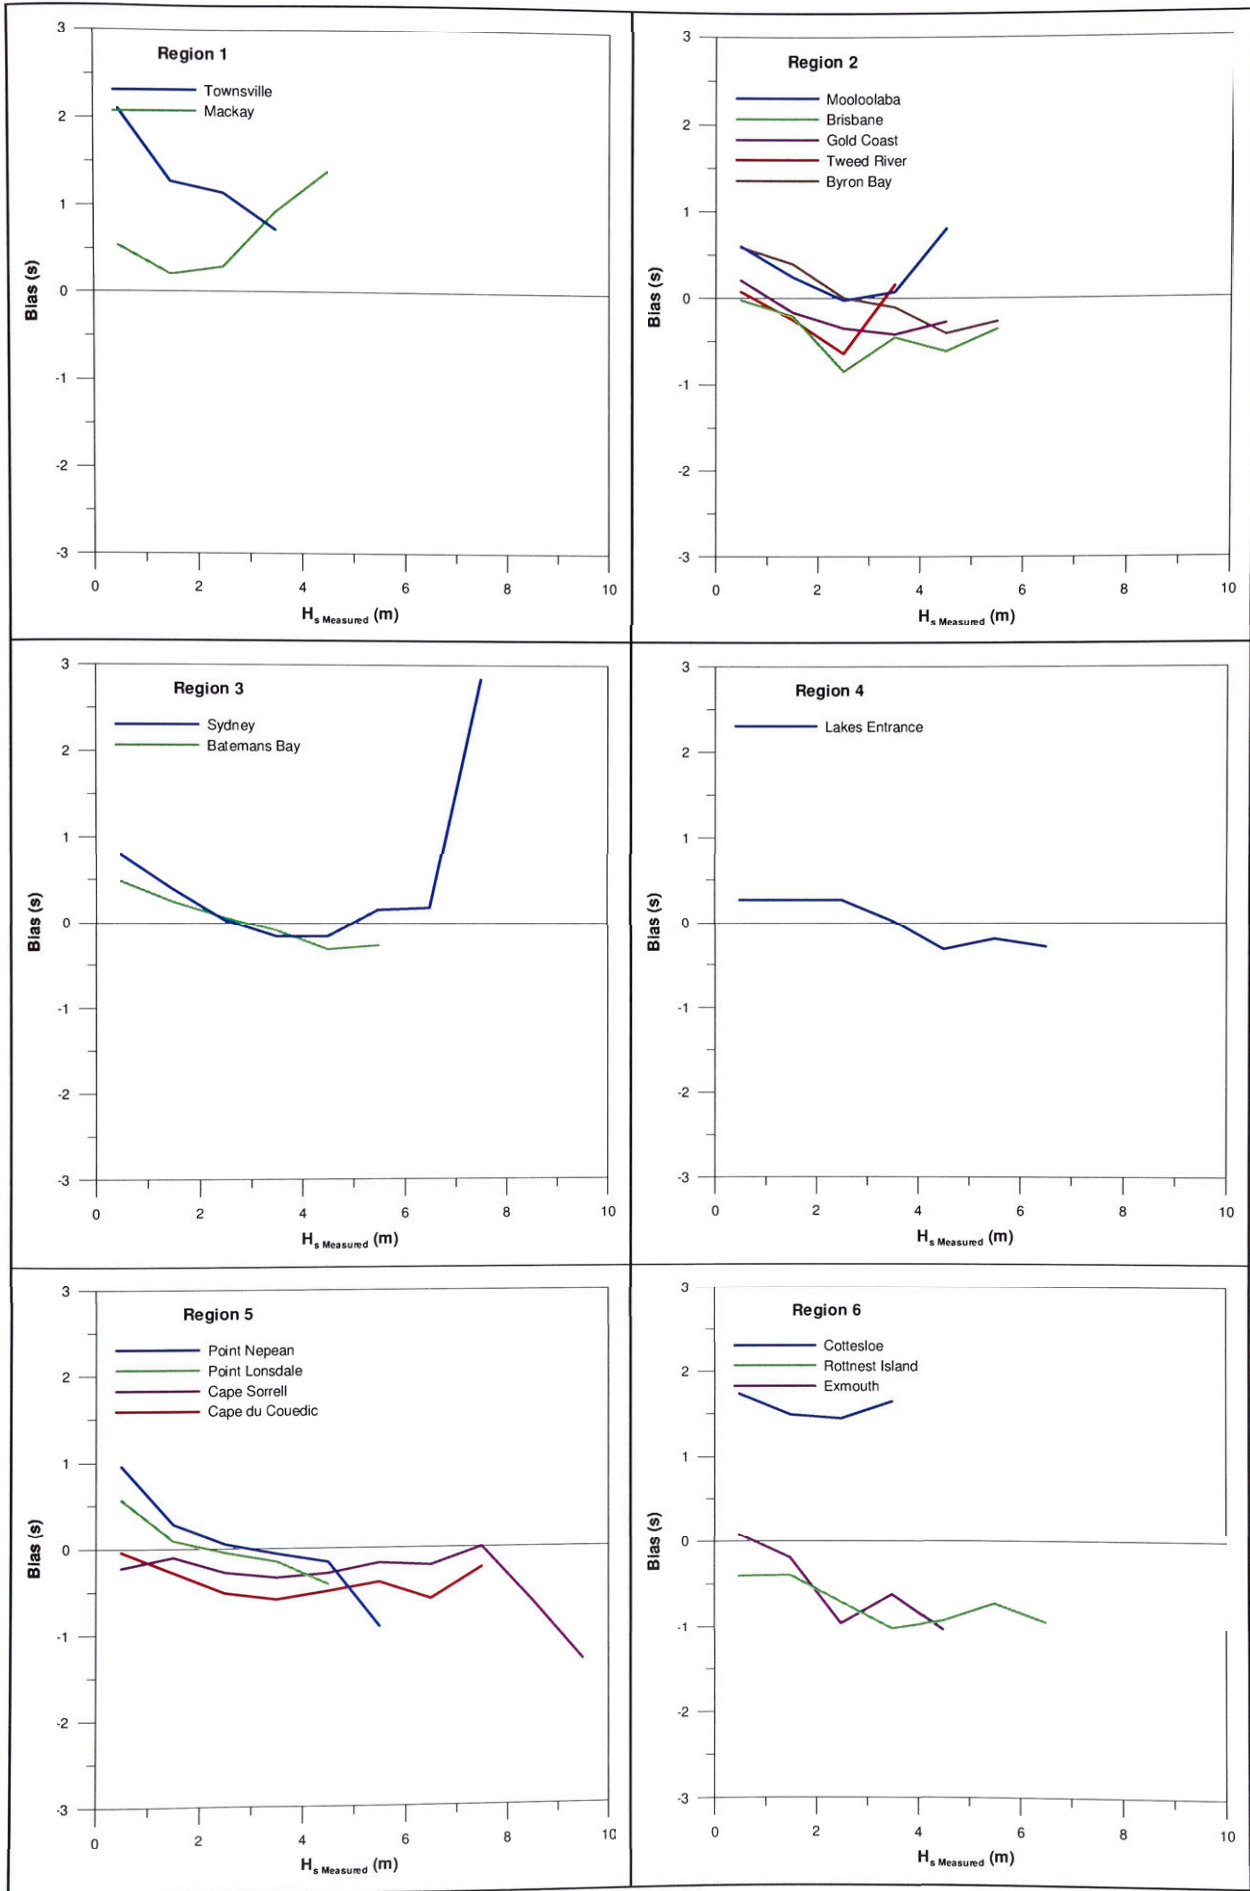 Region 1
Townsville
Mackay
3
2
1
0
-1
-2
-3
Bias (s)
0 2 4 6 8 10
Hs Measured (m)
Region 2
Mooloolaba
Brisbane
Gold Coast
Tweed River
Byron Bay
3
2
1
0
-1
-2
-3
Bias (s)
0 2 4 6 8 10
Hs Measured (m)
Region 3
Sydney
Batemans Bay
3
2
1
0
-1
-2
-3
Bias (s)
0 2 4 6 8 10
Hs Measured (m)
Region 4
Lakes Entrance
3
2
1
0
-1
-2
-3
Bias (s)
0 2 4 6 8 10
Hs Measured (m)
Region 5
Point Nepean
Point Lonsdale
Cape Sorrell
Cape du Couedic
3
2
1
0
-1
-2
-3
Bias (s)
0 2 4 6 8 10
Hs Measured (m)
Region 6
Cottesloe
Rottnest Island
Exmouth
3
2
1
0
-1
-2
-3
Bias (s)
0 2 4 6 8 10
Hs Measured (m)